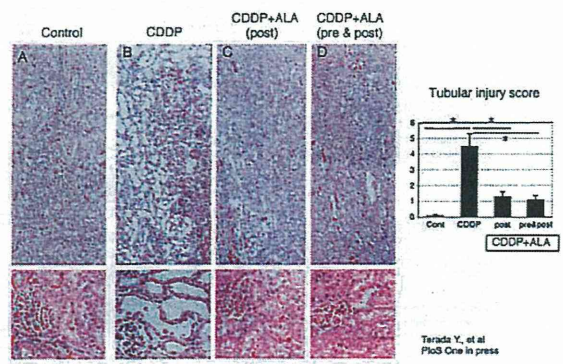 Control
CDDP
CDDP+ALA
(post)
CDDP+ALA
(pre & post)
A
B
C
D
Tubular injury score
6
5
4
3
2
1
0
* *
*
Cont
CDDP
post
pre&post
CDDP+ALA
Terada Y., et al
PloS One in press